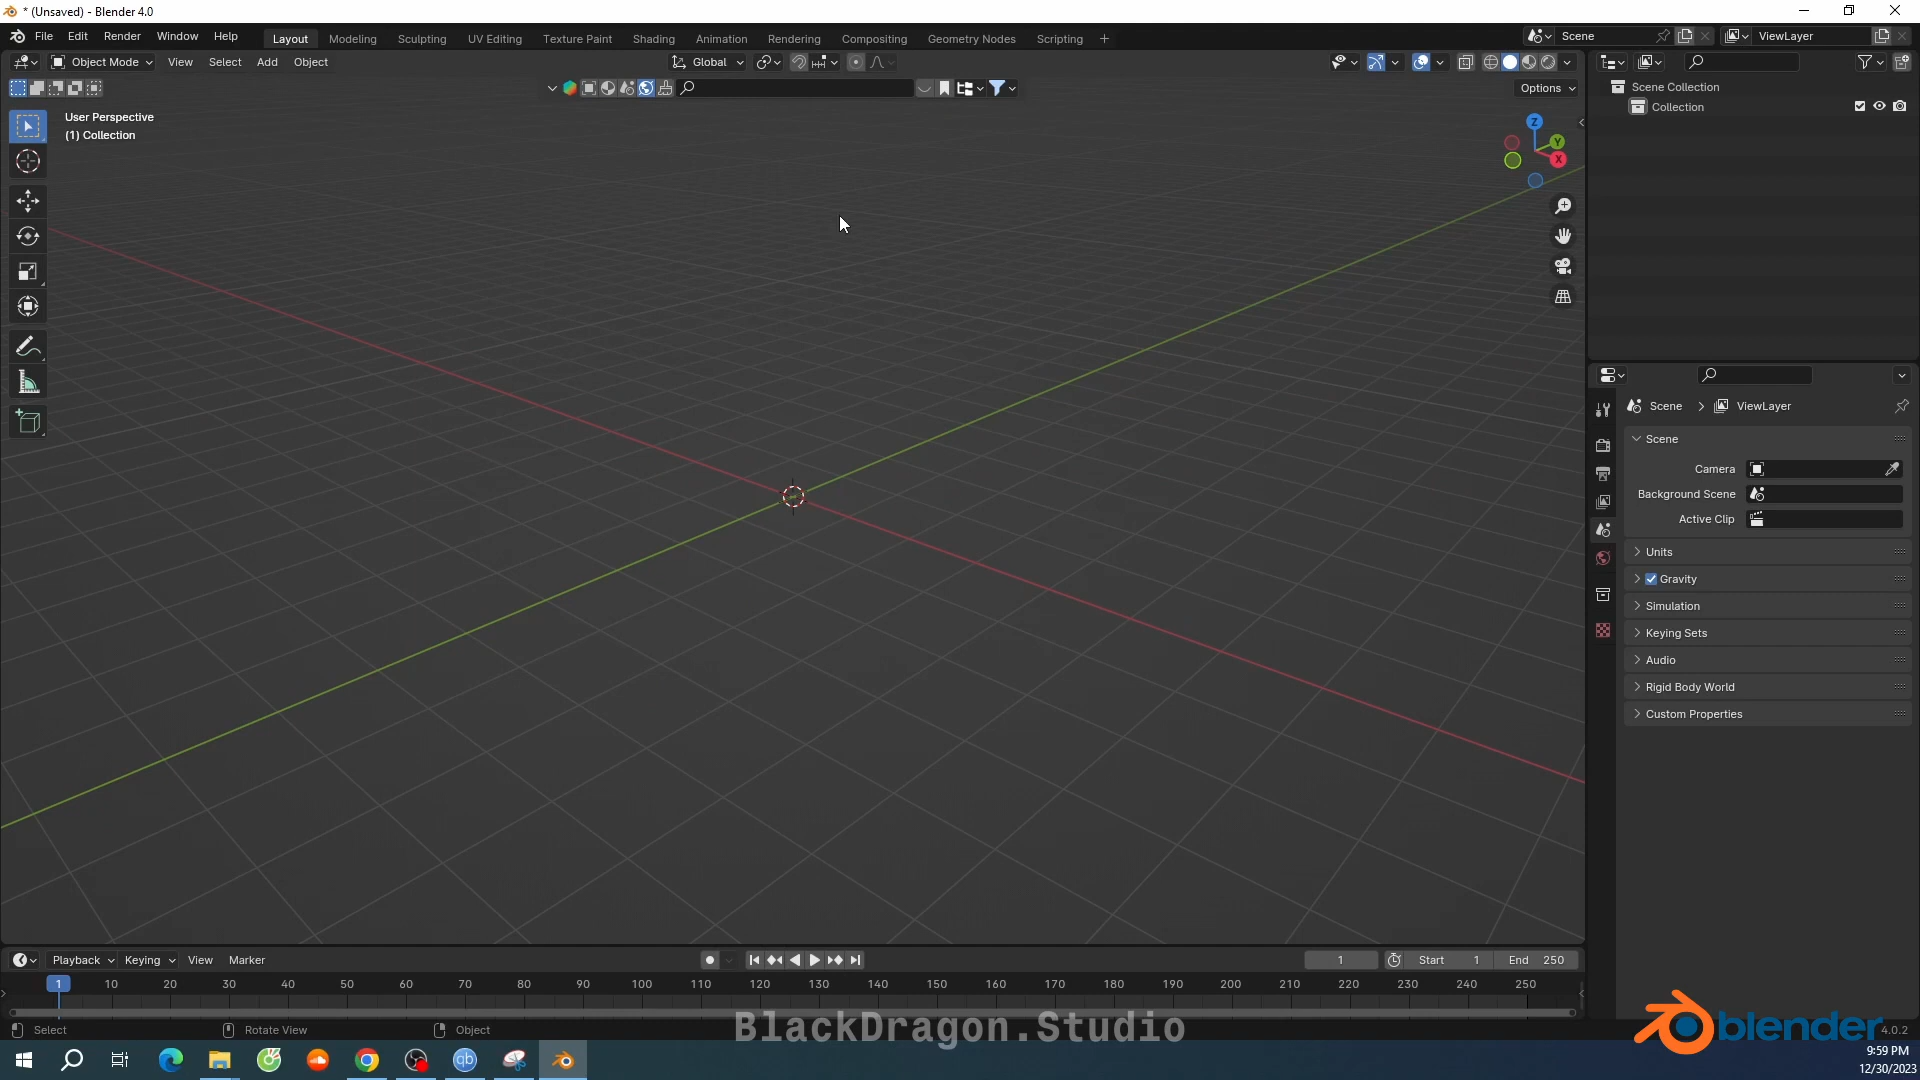 * (Unsaved) - Blender 4.0
File Edit Render Window Help Layout Modeling Sculpting UV Editing Texture Paint Shading Animation Rendering Compositing Geometry Nodes Scripting + Scene ViewLayer
Object Mode View Select Add Object Global
Options
User Perspective
(1) Collection
Z
Y
X
Scene Collection
Collection
Scene > ViewLayer
Scene
Camera
Background Scene
Active Clip
Units
Gravity
Simulation
Keying Sets
Audio
Rigid Body World
Custom Properties
Playback Keying View Marker 1 Start 1 End 250
1 10 20 30 40 50 60 70 80 90 100 110 120 130 140 150 160 170 180 190 200 210 220 230 240 250
Select Rotate View Object
BlackDragon.Studio
blender
4.0.2
qb
9:59 PM
12/30/2023